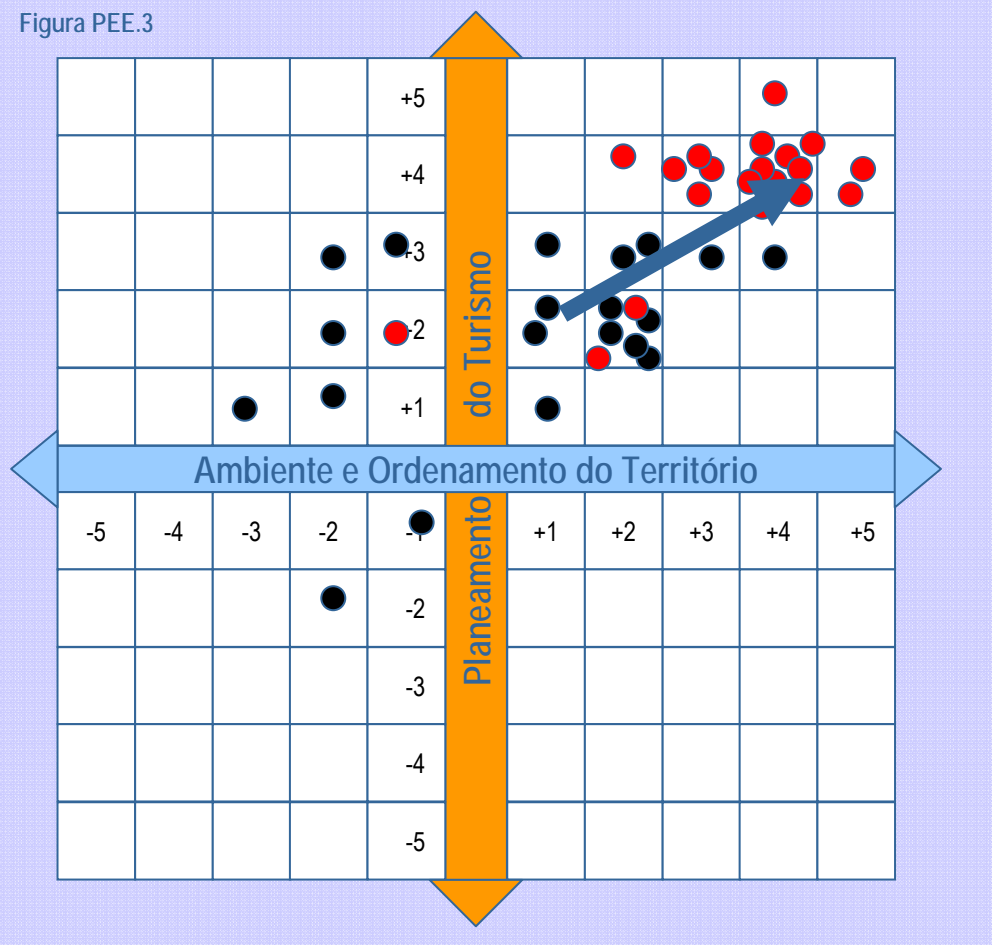 Figura PEE.3
+5
+4
+3
+2
+1
Planeamento do Turismo
Ambiente e Ordenamento do Território
-5 -4 -3 -2 -1 +1 +2 +3 +4 +5
-2
-3
-4
-5